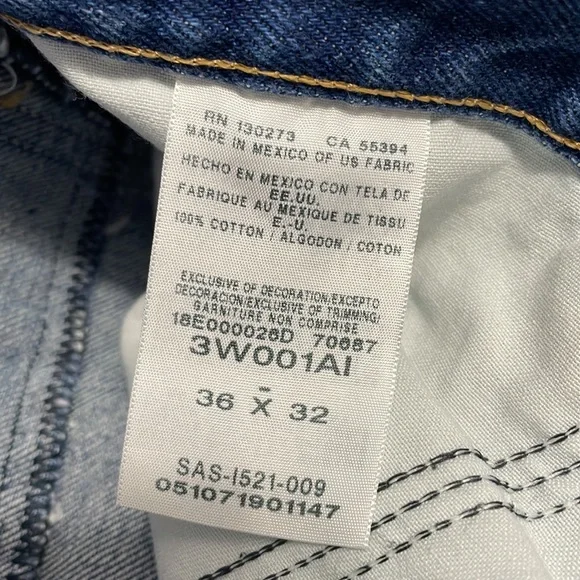 RN 130273 CA 55394
MADE IN MEXICO OF US FABRIC
HECHO EN MEXICO CON TELA DE
EE.UU.
FABRIQUE AU MEXIQUE DE TISSU
E.-U.
100% COTTON / ALGODON / COTON
EXCLUSIVE OF DECORATION/EXCEPTO
DECORACION/EXCLUSIVE OF TRIMMING/
GARNITURE NON COMPRISE
18E000026D 70687
3W001AI
36 X 32
SAS-I521-009
051071901147